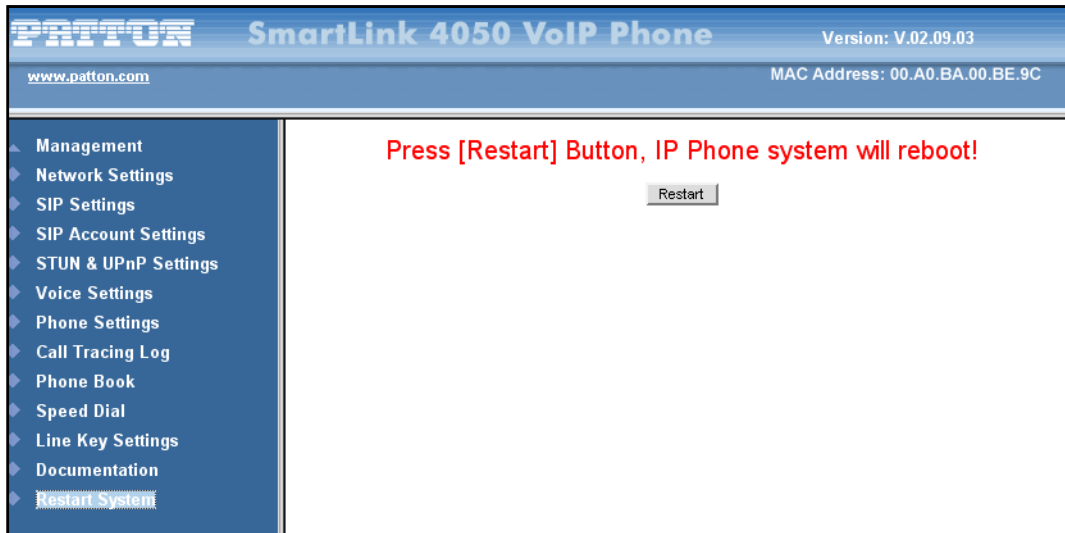 PATTON SmartLink 4050 VoIP Phone Version: V.02.09.03
www.patton.com MAC Address: 00.A0.BA.00.BE.9C
Management
Network Settings
SIP Settings
SIP Account Settings
STUN & UPnP Settings
Voice Settings
Phone Settings
Call Tracing Log
Phone Book
Speed Dial
Line Key Settings
Documentation
Restart System
Press [Restart] Button, IP Phone system will reboot!
Restart